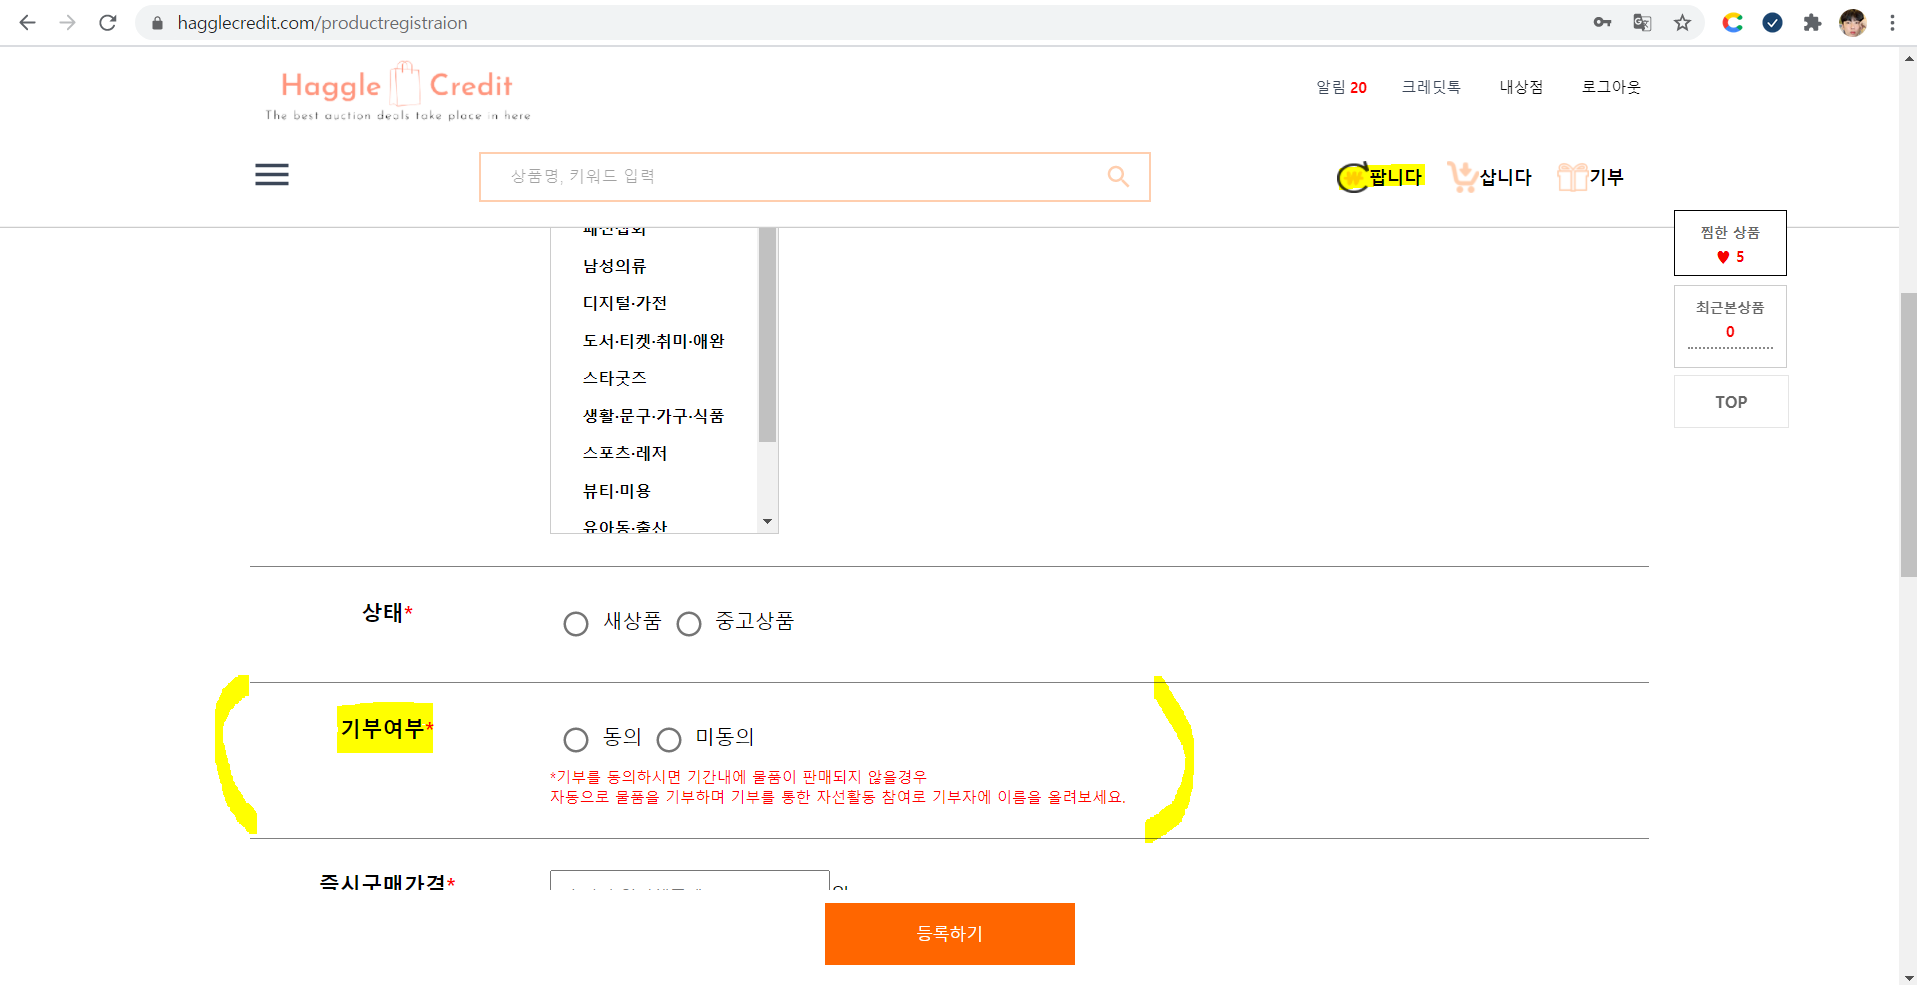 hagglecredit.com/productregistraion
Haggle Credit
The best auction deals take place in here
알림 20 크레딧톡 내상점 로그아웃
상품명, 키워드 입력
팝니다 삽니다 기부
찜한 상품
♥ 5
최근본상품
0
TOP
패션잡화
남성의류
디지털·가전
도서·티켓·취미·애완
스타굿즈
생활·문구·가구·식품
스포츠·레저
뷰티·미용
유아동·출산
상태* 새상품 중고상품
기부여부* 동의 미동의
*기부를 동의하시면 기간내에 물품이 판매되지 않을경우
자동으로 물품을 기부하며 기부를 통한 자선활동 참여로 기부자에 이름을 올려보세요.
즉시구매가격*
등록하기